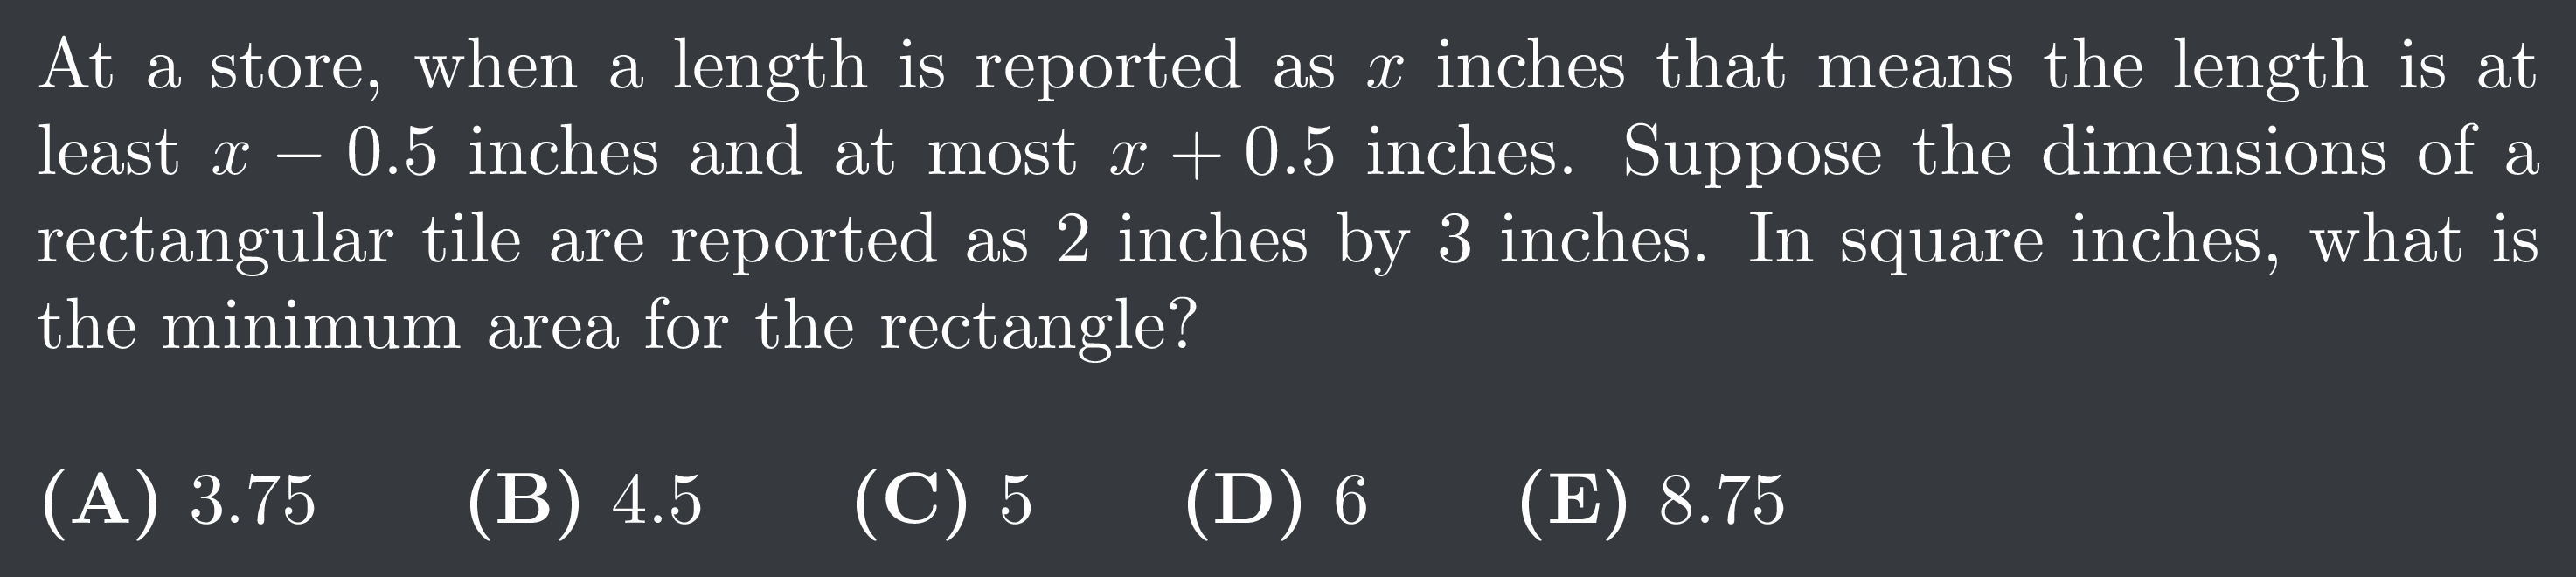 At a store, when a length is reported as x inches that means the length is at
least x − 0.5 inches and at most x + 0.5 inches. Suppose the dimensions of a
rectangular tile are reported as 2 inches by 3 inches. In square inches, what is
the minimum area for the rectangle?
(A) 3.75 (B) 4.5 (C) 5 (D) 6 (E) 8.75